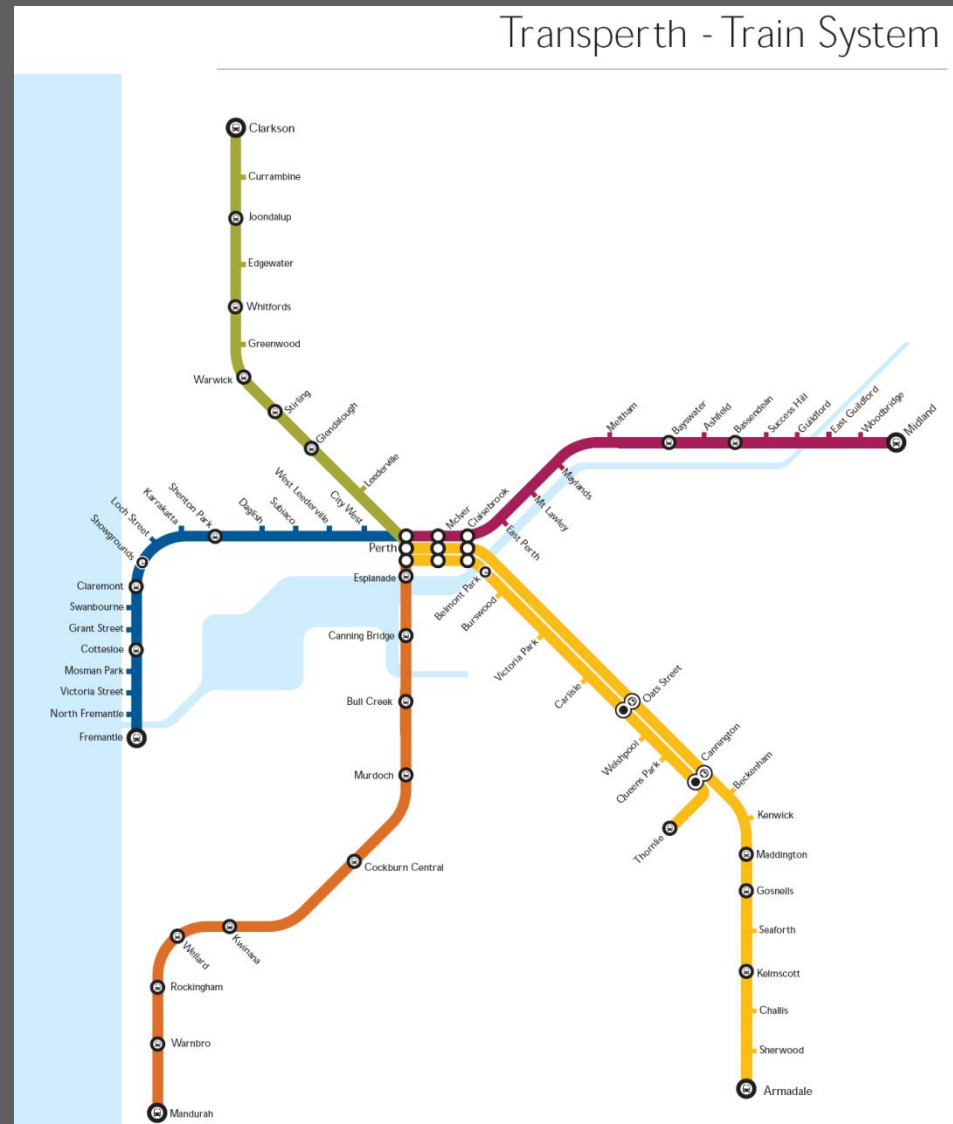 Transperth - Train System
Clarkson
Currambine
Joondalup
Edgewater
Whitfords
Greenwood
Warwick
Stirling
Glendalough
Leederville
Meltham
Bayswater
Ashfield
Bassendean
Success Hill
Guildford
East Guildford
Woodbridge
Midland
Maylands
Mt Lawley
East Perth
Claisebrook
McIver
Perth
City West
West Leederville
Subiaco
Daglish
Shenton Park
Karrakatta
Loch Street
Showgrounds
Claremont
Swanbourne
Grant Street
Cottesloe
Mosman Park
Victoria Street
North Fremantle
Fremantle
Esplanade
Canning Bridge
Bull Creek
Murdoch
Cockburn Central
Kwinana
Wellard
Rockingham
Warnbro
Mandurah
Belmont Park
Burswood
Victoria Park
Carlisle
Oats Street
Welshpool
Queens Park
Cannington
Thornlie
Beckenham
Kenwick
Maddington
Gosnells
Seaforth
Kelmscott
Challis
Sherwood
Armadale